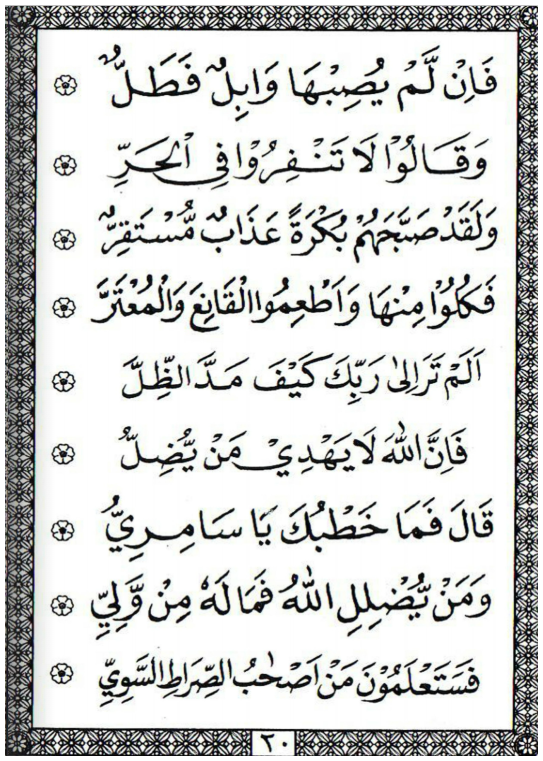 فَاِنْ لَّمْ يُصِبْهَا وَابِلٌ فَطَلٌّ
وَقَالُوْا لَا تَنْفِرُوْا فِى الْحَرِّ
وَلَقَدْ صَبَّحَهُمْ بُكْرَةً عَذَابٌ مُّسْتَقِرٌّ
فَكُلُوْا مِنْهَا وَاَطْعِمُوا الْقَانِعَ وَالْمُعْتَرَّ
اَلَمْ تَرَ اِلٰى رَبِّكَ كَيْفَ مَدَّ الظِّلَّ
فَاِنَّ اللّٰهَ لَا يَهْدِيْ مَنْ يُّضِلُّ
قَالَ فَمَا خَطْبُكَ يَا سَامِرِيُّ
وَمَنْ يُّضْلِلِ اللّٰهُ فَمَا لَهٗ مِنْ وَّلِيٍّ
فَسَتَعْلَمُوْنَ مَنْ اَصْحٰبُ الصِّرَاطِ السَّوِيِّ
٢٠